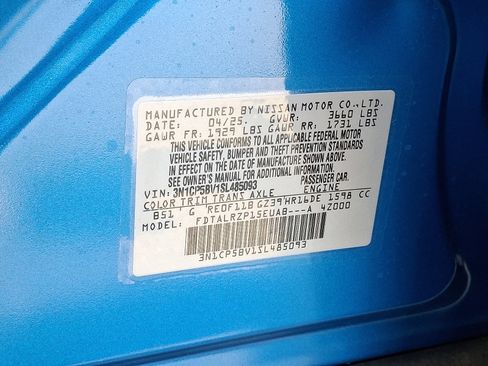 MANUFACTURED BY NISSAN MOTOR CO.,LTD.
DATE: 04/25. GVWR: 3660 LBS
GAWR FR: 1929 LBS GAWR RR: 1731 LBS
THIS VEHICLE CONFORMS TO ALL APPLICABLE FEDERAL MOTOR
VEHICLE SAFETY, BUMPER AND THEFT PREVENTION STANDARDS
IN EFFECT ON THE DATE OF MANUFACTURE SHOWN ABOVE.
SEE OWNER'S MANUAL FOR ADDITIONAL INFORMATION.
VIN: 3N1CP5BV1SL485093 PASSENGER CAR.
COLOR TRIM TRANS AXLE ENGINE
B51 G RE0F11B GZ39 HR16DE 1598 CC
MODEL: FDTALRZP15EUAB---A 4Z000
3N1CP5BV1SL485093